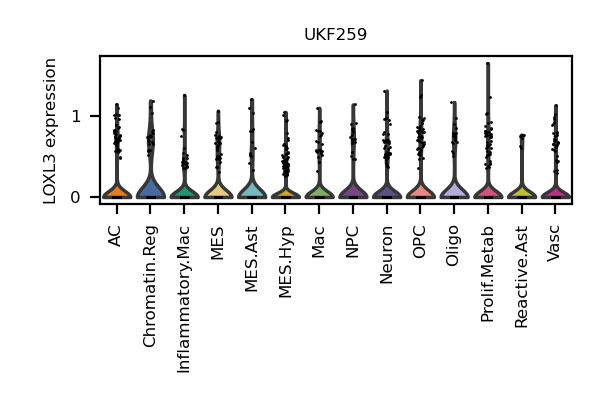 UKF259
LOXL3 expression
1
0
AC
Chromatin.Reg
Inflammatory.Mac
MES
MES.Ast
MES.Hyp
Mac
NPC
Neuron
OPC
Oligo
Prolif.Metab
Reactive.Ast
Vasc